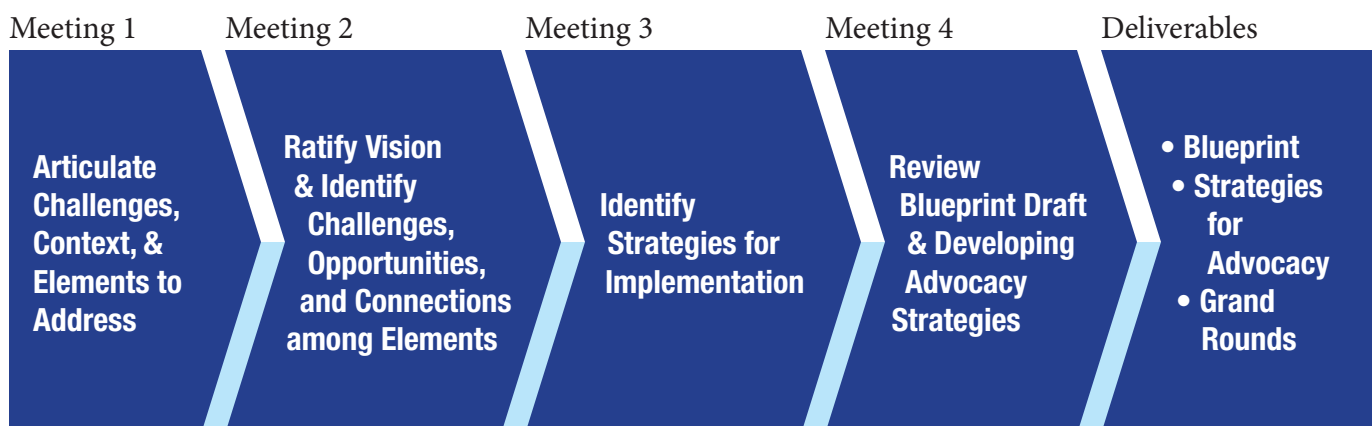 Meeting 1
Articulate
Challenges,
Context, &
Elements to
Address
Meeting 2
Ratify Vision
& Identify
Challenges,
Opportunities,
and Connections
among Elements
Meeting 3
Identify
Strategies for
Implementation
Meeting 4
Review
Blueprint Draft
& Developing
Advocacy
Strategies
Deliverables
• Blueprint
• Strategies
for
Advocacy
• Grand
Rounds